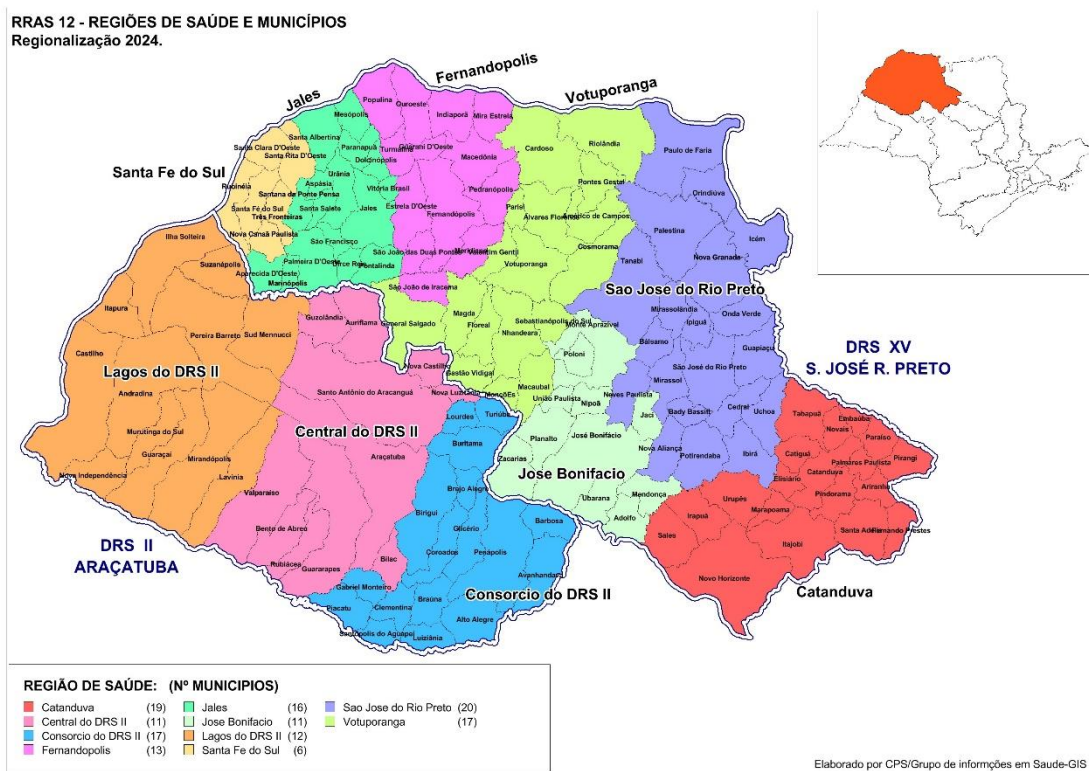 RRAS 12 - REGIÕES DE SAÚDE E MUNICÍPIOS
Regionalização 2024.
Fernandopolis
Votuporanga
Jales
Santa Fe do Sul
Populina
Ouroeste
Indiaporã
Mira Estrela
Mesópolis
Santa Albertina
Paranapuã
Turmalina
Guarani D'Oeste
Dolcinópolis
Macedônia
Santa Clara D'Oeste
Santa Rita D'Oeste
Urânia
Aspásia
Vitória Brasil
Pedranópolis
Rubinéia
Santana da Ponte Pensa
Santa Fé do Sul
Três Fronteiras
Santa Salete
Jales
Estrela D'Oeste
Fernandópolis
Nova Canaã Paulista
São Francisco
São João das Duas Pontes
Meridiano
Valentim Gentil
Palmeira D'Oeste
Dirce Reis
Pontalinda
Aparecida D'Oeste
Marinópolis
São João de Iracema
Cardoso
Riolândia
Paulo de Faria
Pontes Gestal
Orindiúva
Parisi
Álvares Florence
Américo de Campos
Palestina
Icém
Cosmorama
Tanabi
Nova Granada
Votuporanga
Sao Jose do Rio Preto
Ilha Solteira
Suzanápolis
Itapura
Pereira Barreto
Sud Mennucci
Guzolândia
Auriflama
General Salgado
Magda
Floreal
Nhandeara
Sebastianópolis do Sul
Monte Aprazível
Mirassolândia
Ipiguá
Onda Verde
Guapiaçu
Bálsamo
Poloni
Castilho
Lagos do DRS II
Nova Castilho
Gastão Vidigal
São José do Rio Preto
Mirassol
DRS XV
S. JOSÉ R. PRETO
Andradina
Santo Antônio do Aracanguá
Nova Luzitânia
MonçõEs
Macaubal
União Paulista
Nipoã
Neves Paulista
Jaci
Bady Bassitt
Cedral
Uchoa
Lourdes
Turiúba
Murutinga do Sul
Central do DRS II
Guaraçaí
Mirandópolis
Araçatuba
Buritama
Planalto
José Bonifácio
Nova Aliança
Potirendaba
Ibirá
Zacarias
Jose Bonifacio
Nova Independência
Lavínia
Valparaíso
Brejo Alegre
Birigui
Ubarana
Mendonça
Adolfo
Tabapuã
Embaúba
Novais
Paraíso
Catiguá
Palmares Paulista
Pirangi
Catanduva
Elisiário
Ariranha
Pindorama
Urupês
Marapoama
Irapuã
Sales
Santa Adélia
Fernando Prestes
Itajobi
Novo Horizonte
Catanduva
DRS II
ARAÇATUBA
Bento de Abreu
Glicério
Barbosa
Coroados
Penápolis
Rubiácea
Guararapes
Bilac
Avanhandava
Gabriel Monteiro
Braúna
Consorcio do DRS II
Piacatu
Clementina
Alto Alegre
Santópolis do Aguapeí
Luiziânia
REGIÃO DE SAÚDE: (Nº MUNICIPIOS)
Catanduva (19)
Central do DRS II (11)
Consorcio do DRS II (17)
Fernandopolis (13)
Jales (16)
Jose Bonifacio (11)
Lagos do DRS II (12)
Santa Fe do Sul (6)
Sao Jose do Rio Preto (20)
Votuporanga (17)
Elaborado por CPS/Grupo de informções em Saude-GIS